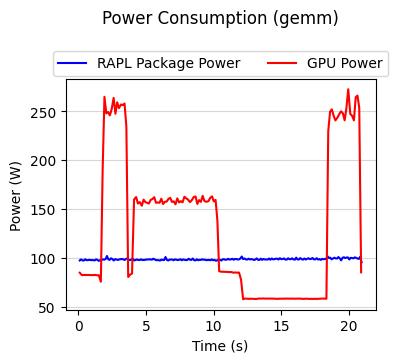 Power Consumption (gemm)
RAPL Package Power
GPU Power
250
200
150
100
50
Power (W)
0
5
10
15
20
Time (s)